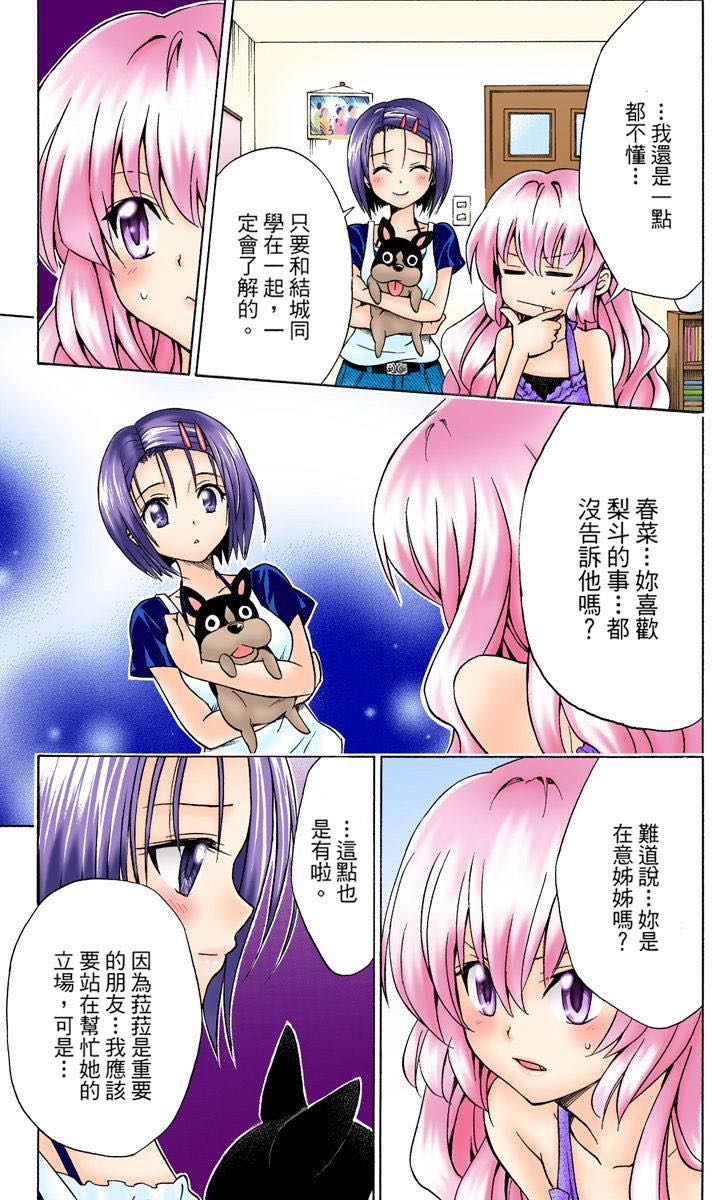 …我還是一點
都不懂…
只要和結城同
學在一起，一
定會了解的。
春菜…妳喜歡
梨斗的事…都
沒告訴他嗎？
難道說…妳是
在意姊姊嗎？
…這點也
是有啦。
因為菈菈是重要
的朋友…我應該
要站在幫忙她的
立場，可是…